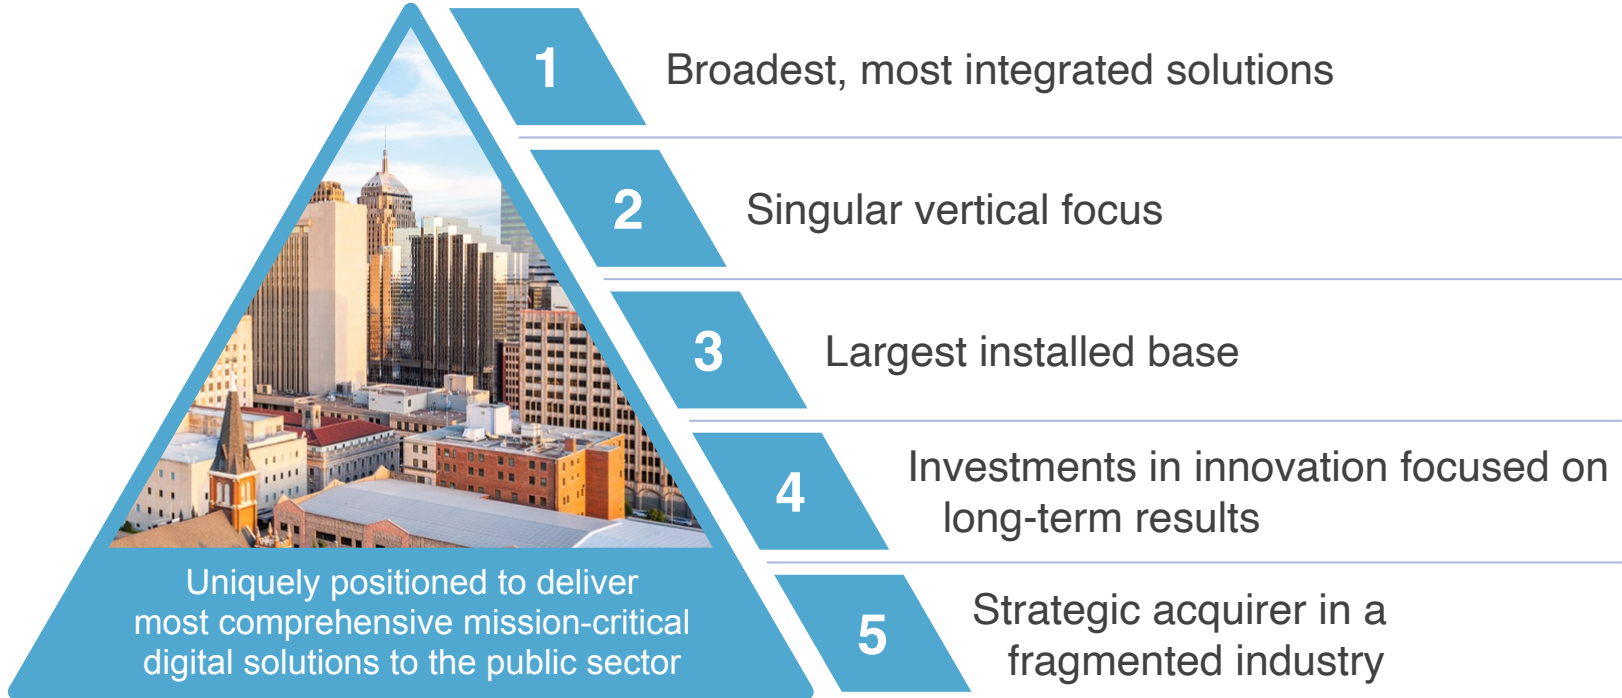 1
Broadest, most integrated solutions
2
Singular vertical focus
3
Largest installed base
4
Investments in innovation focused on
long-term results
5
Strategic acquirer in a
fragmented industry
Uniquely positioned to deliver
most comprehensive mission-critical
digital solutions to the public sector